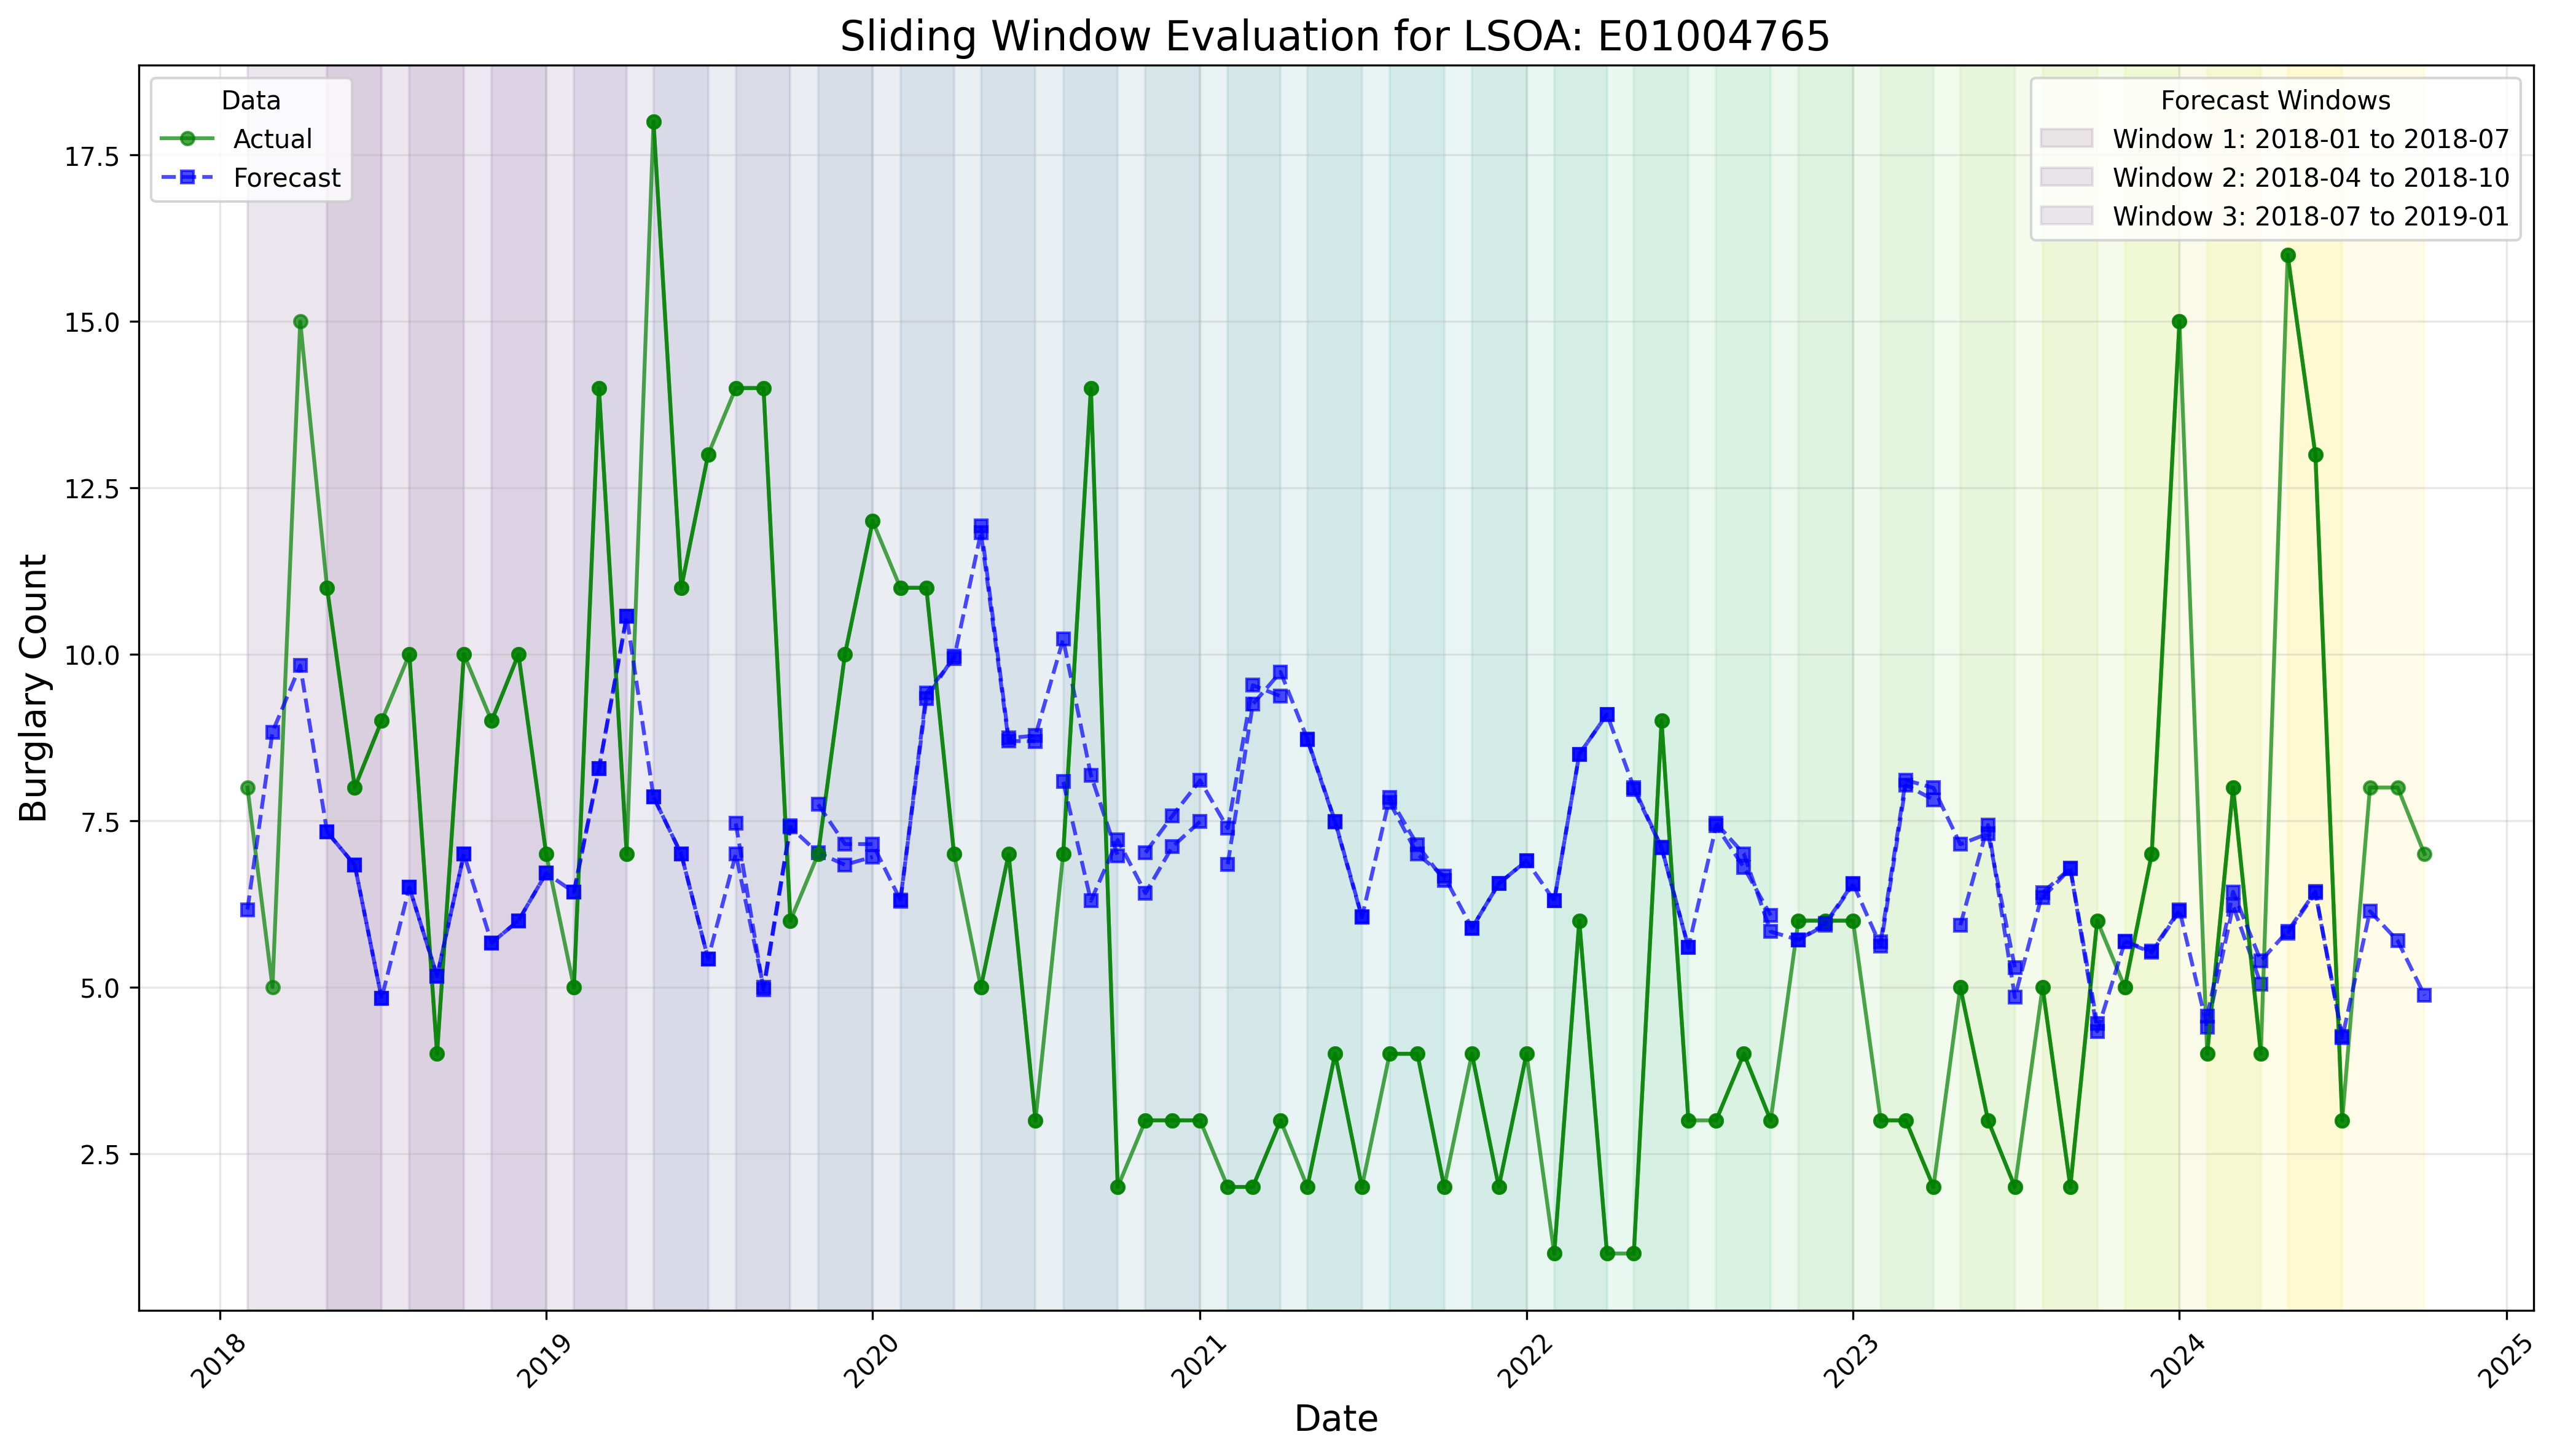 Sliding Window Evaluation for LSOA: E01004765
Data
Actual
Forecast
Forecast Windows
Window 1: 2018-01 to 2018-07
Window 2: 2018-04 to 2018-10
Window 3: 2018-07 to 2019-01
Burglary Count
17.5
15.0
12.5
10.0
7.5
5.0
2.5
2018
2019
2020
2021
2022
2023
2024
2025
Date